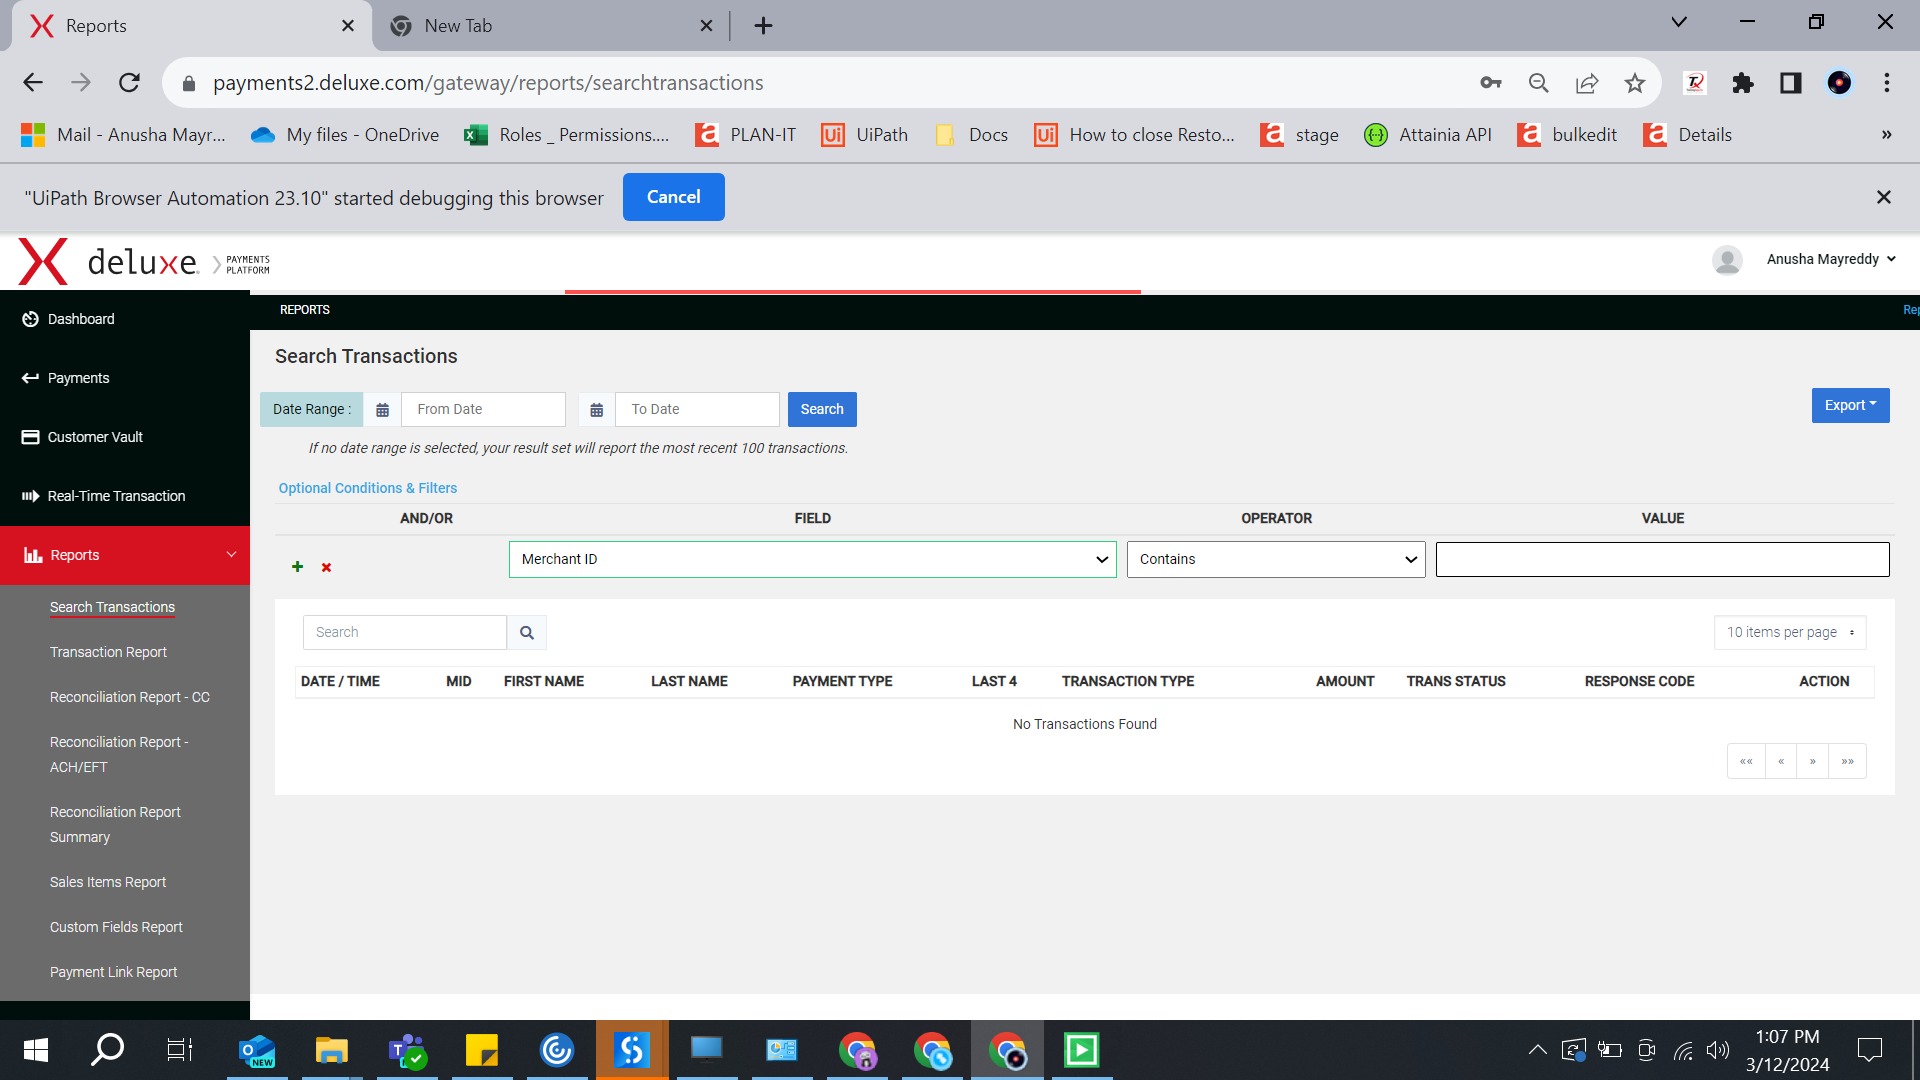 Reports
New Tab
payments2.deluxe.com/gateway/reports/searchtransactions
Mail - Anusha Mayr... My files - OneDrive Roles _ Permissions.... PLAN-IT UiPath Docs How to close Resto... stage Attainia API bulkedit Details »
"UiPath Browser Automation 23.10" started debugging this browser Cancel
deluxe. PAYMENTS
PLATFORM
Anusha Mayreddy
Dashboard
Payments
Customer Vault
Real-Time Transaction
Reports
Search Transactions
Transaction Report
Reconciliation Report - CC
Reconciliation Report -
ACH/EFT
Reconciliation Report
Summary
Sales Items Report
Custom Fields Report
Payment Link Report
REPORTS
Rep
Search Transactions
Date Range : From Date To Date Search Export
If no date range is selected, your result set will report the most recent 100 transactions.
Optional Conditions & Filters
AND/OR FIELD OPERATOR VALUE
Merchant ID Contains
Search 10 items per page
DATE / TIME MID FIRST NAME LAST NAME PAYMENT TYPE LAST 4 TRANSACTION TYPE AMOUNT TRANS STATUS RESPONSE CODE ACTION
No Transactions Found
«« « » »»
NEW
1:07 PM
3/12/2024